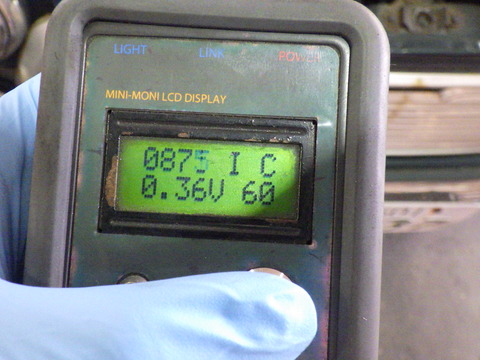 LIGHT LINK POWER
MINI-MONI LCD DISPLAY
0875 I C
0.36V 60